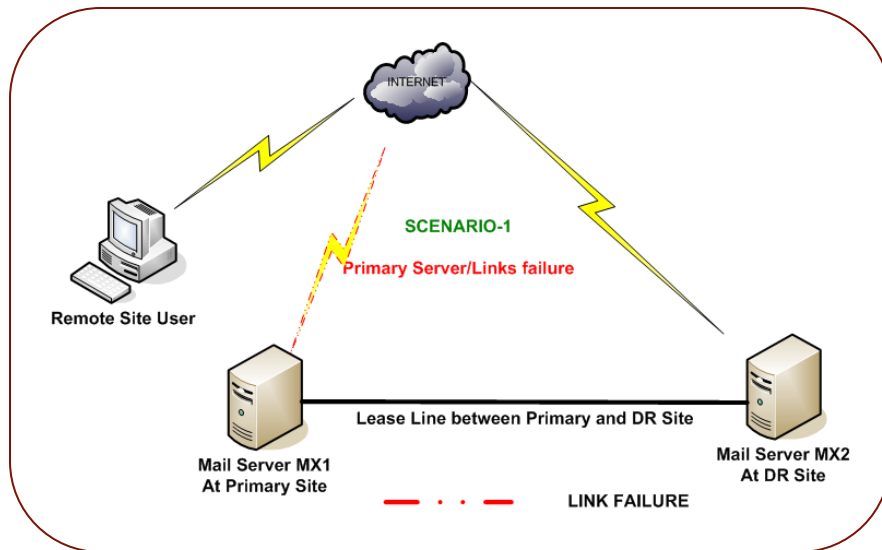 INTERNET
SCENARIO-1
Primary Server/Links failure
Remote Site User
Lease Line between Primary and DR Site
Mail Server MX1
At Primary Site
Mail Server MX2
At DR Site
LINK FAILURE